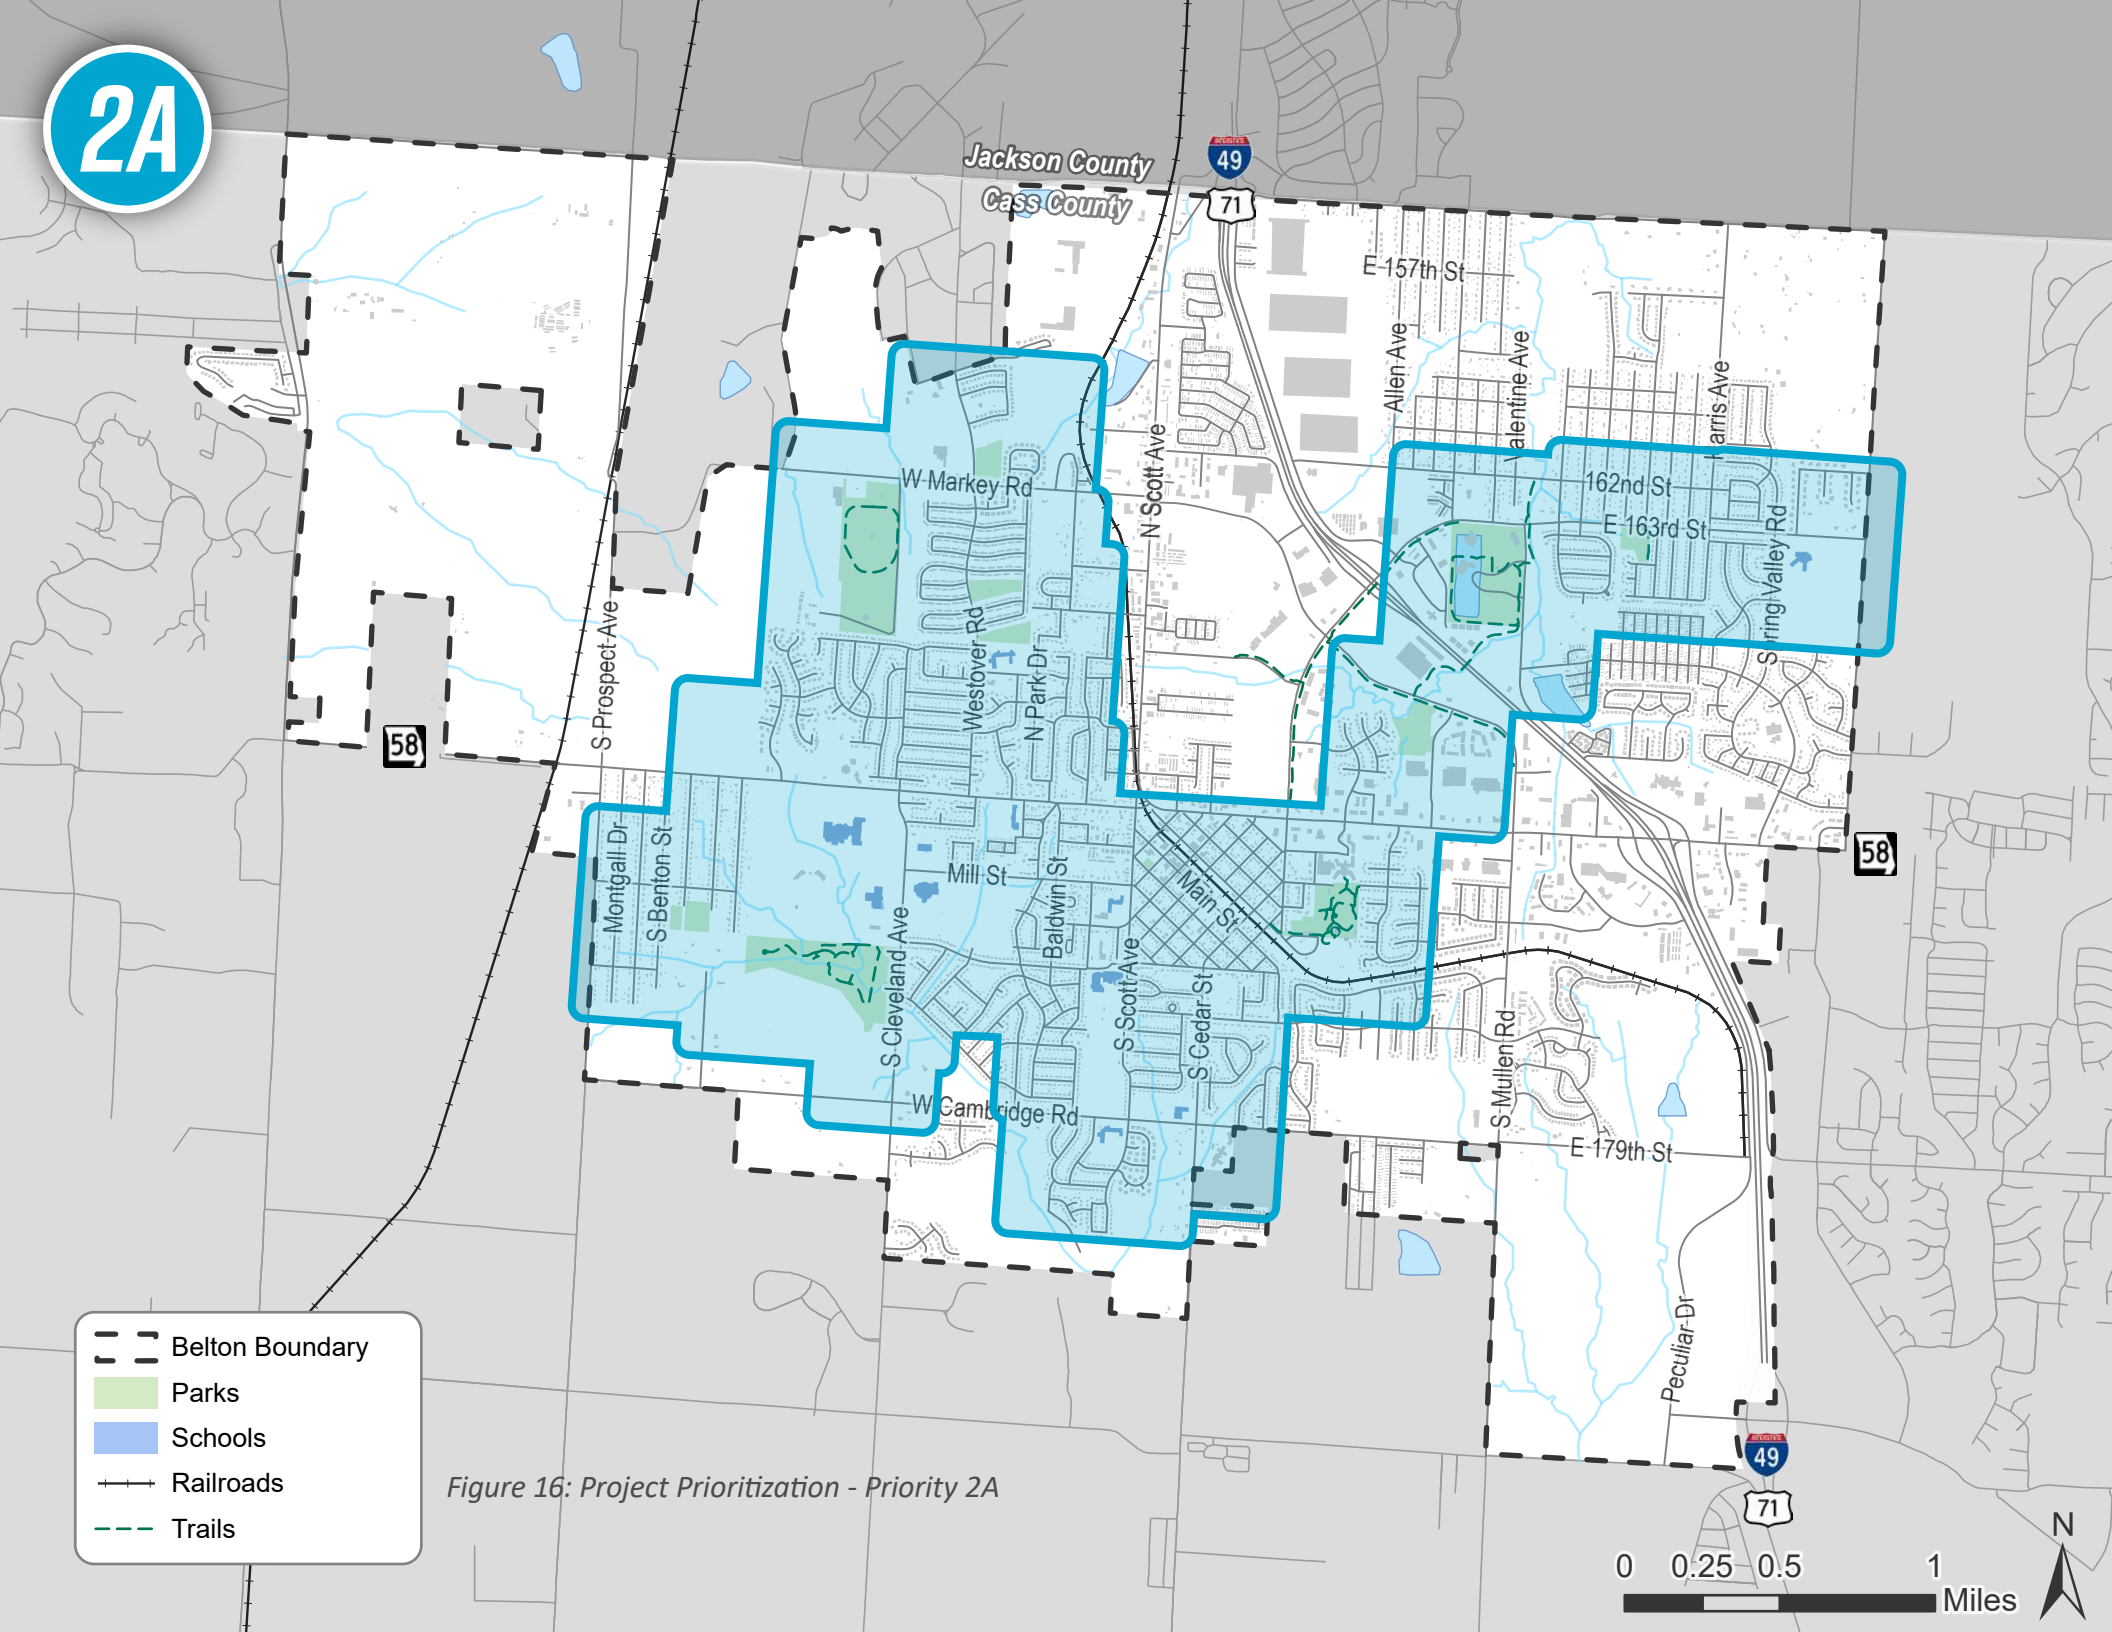 2A
Jackson County
Cass County
INTERSTATE
49
71
E 157th St
Allen Ave
Valentine Ave
Harris Ave
N Scott Ave
W Markey Rd
162nd St
E 163rd St
Spring Valley Rd
S Prospect Ave
Westover Rd
N Park Dr
58
Montgall Dr
S Benton St
Mill St
Baldwin St
Main St
58
S Cleveland Ave
S Scott Ave
S Cedar St
S Mullen Rd
W Cambridge Rd
E 179th St
Peculiar Dr
Belton Boundary
Parks
Schools
Railroads
Trails
Figure 16: Project Prioritization - Priority 2A
INTERSTATE
49
71
N
0 0.25 0.5 1
Miles